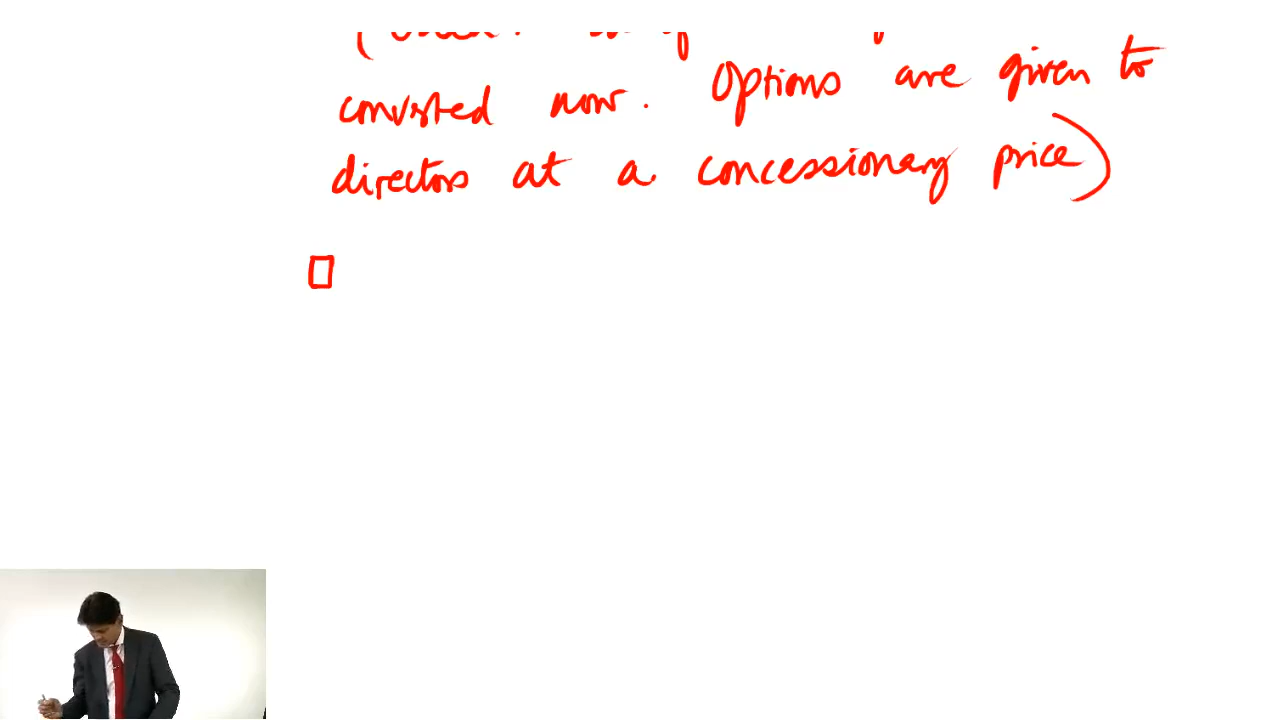 Options are given to
converted now.
directors at a concessionary price)